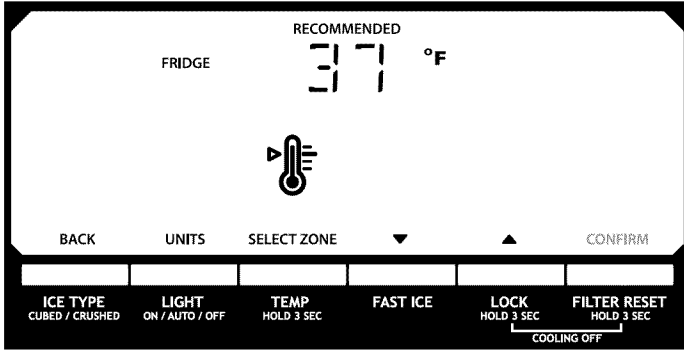 RECOMMENDED
FRIDGE 37 °F
BACK UNITS SELECT ZONE ▼ ▲ CONFIRM
ICE TYPE LIGHT TEMP FAST ICE LOCK FILTER RESET
CUBED / CRUSHED ON / AUTO / OFF HOLD 3 SEC HOLD 3 SEC HOLD 3 SEC
COOLING OFF